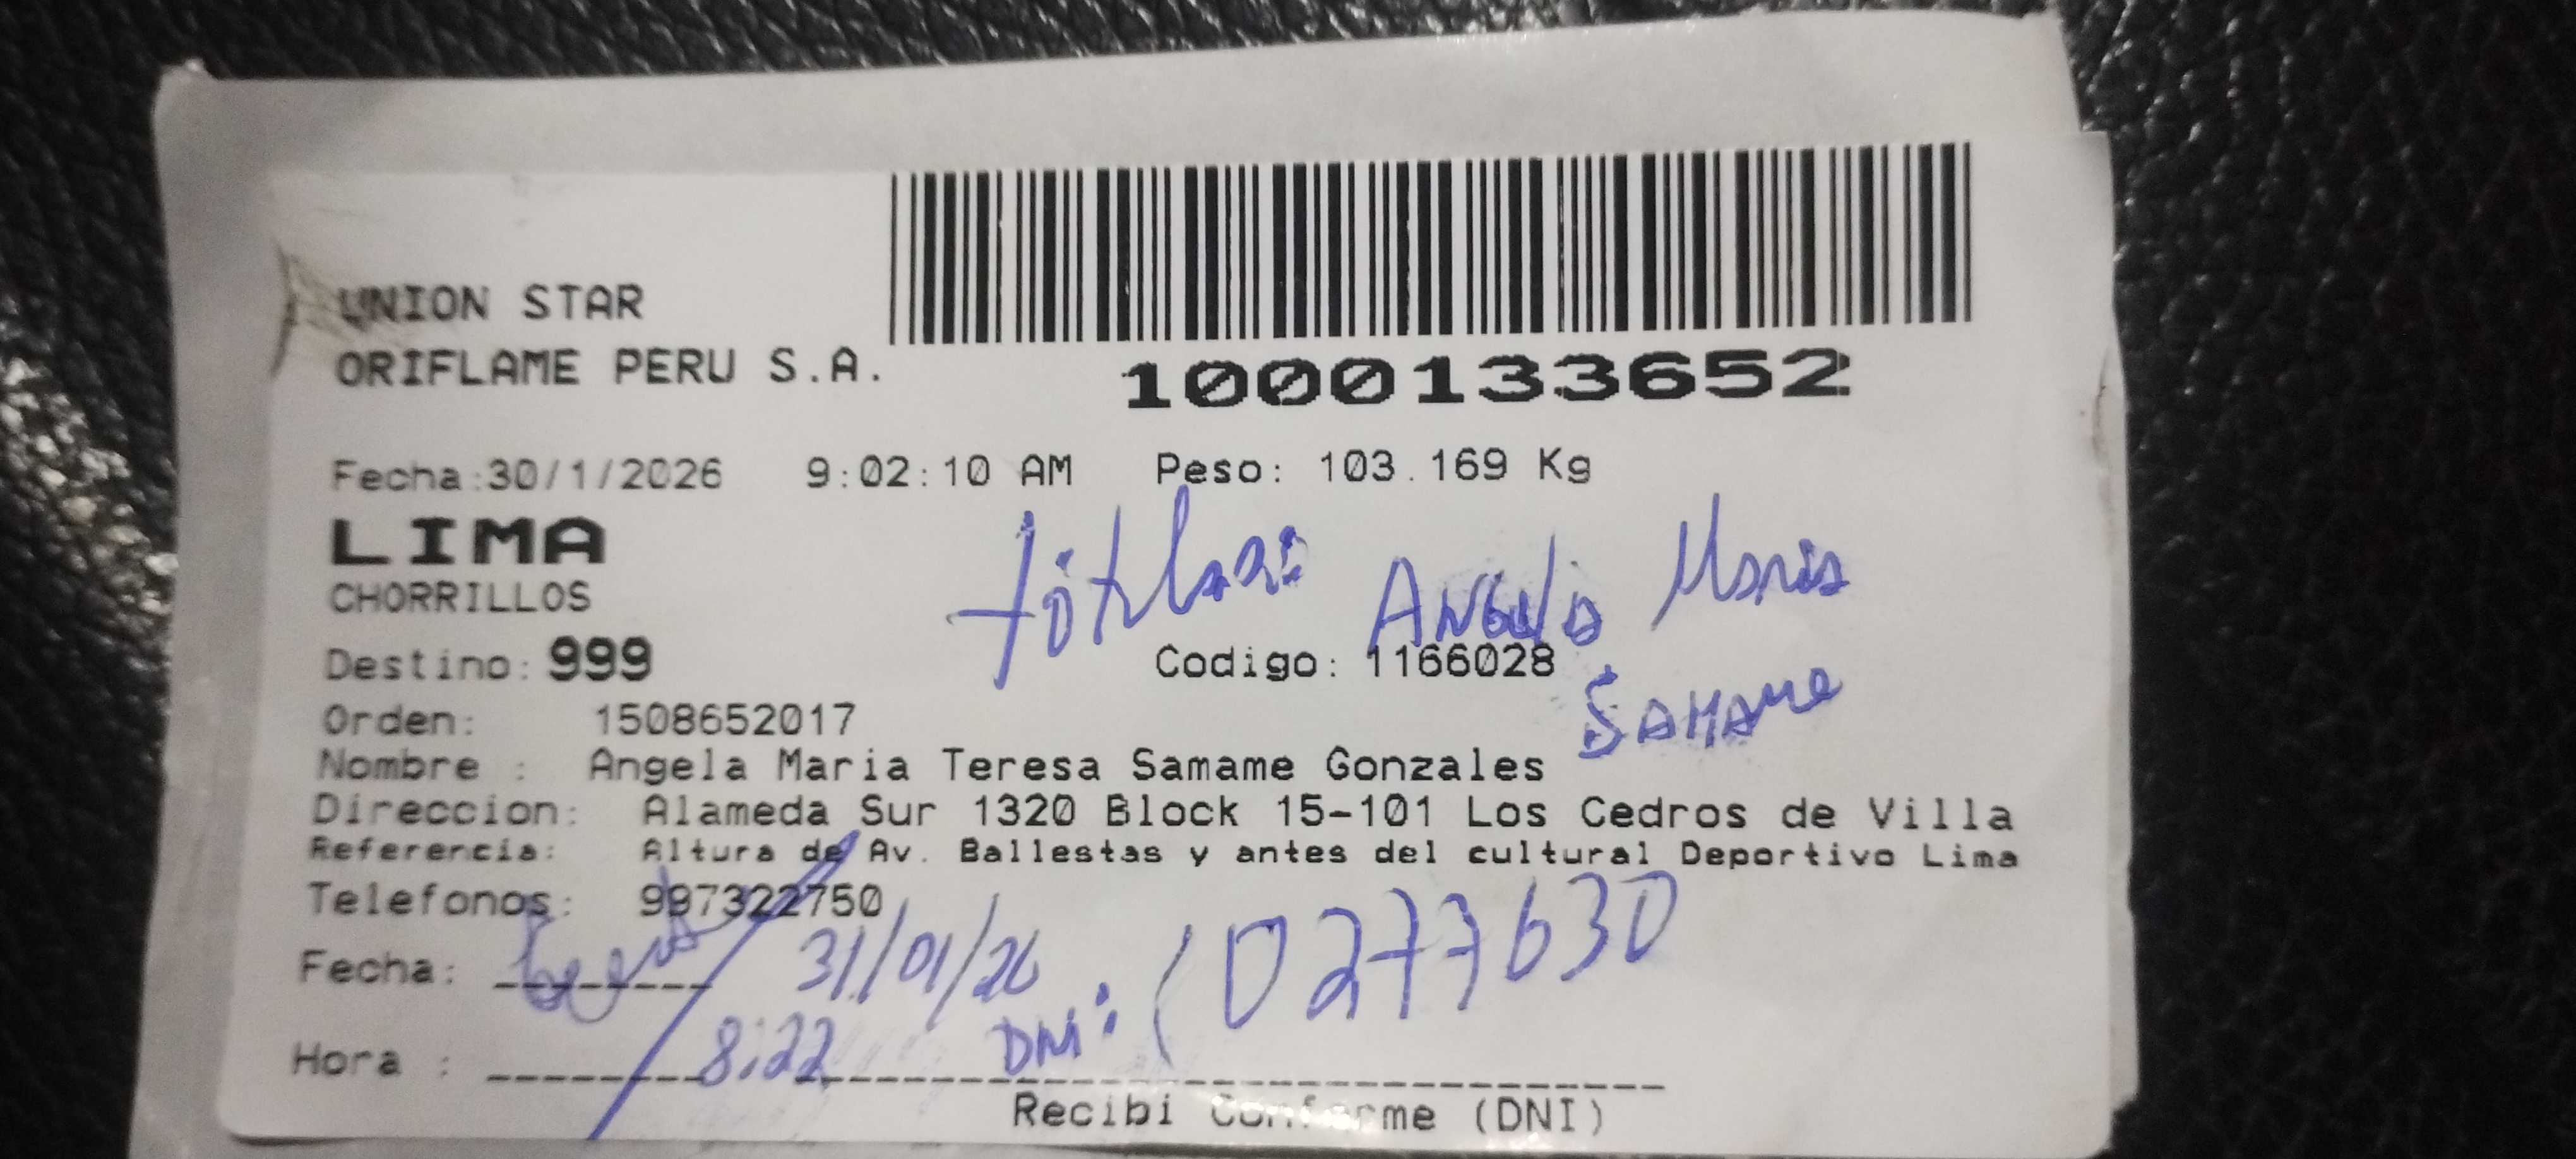 UNION STAR
ORIFLAME PERU S.A.
1000133652
Fecha:30/1/2026 9:02:10 AM Peso: 103.169 Kg
LIMA
CHORRILLOS
Angela Maria
Samame
Destino: 999 Codigo: 1166028
Orden: 1508652017
Nombre : Angela Maria Teresa Samame Gonzales
Direccion: Alameda Sur 1320 Block 15-101 Los Cedros de Villa
Referencia: Altura de Av. Ballestas y antes del cultural Deportivo Lima
Telefonos: 997322750
Fecha: 31/01/26
DNI: 10277630
Hora : 8:22
Recibi Conforme (DNI)